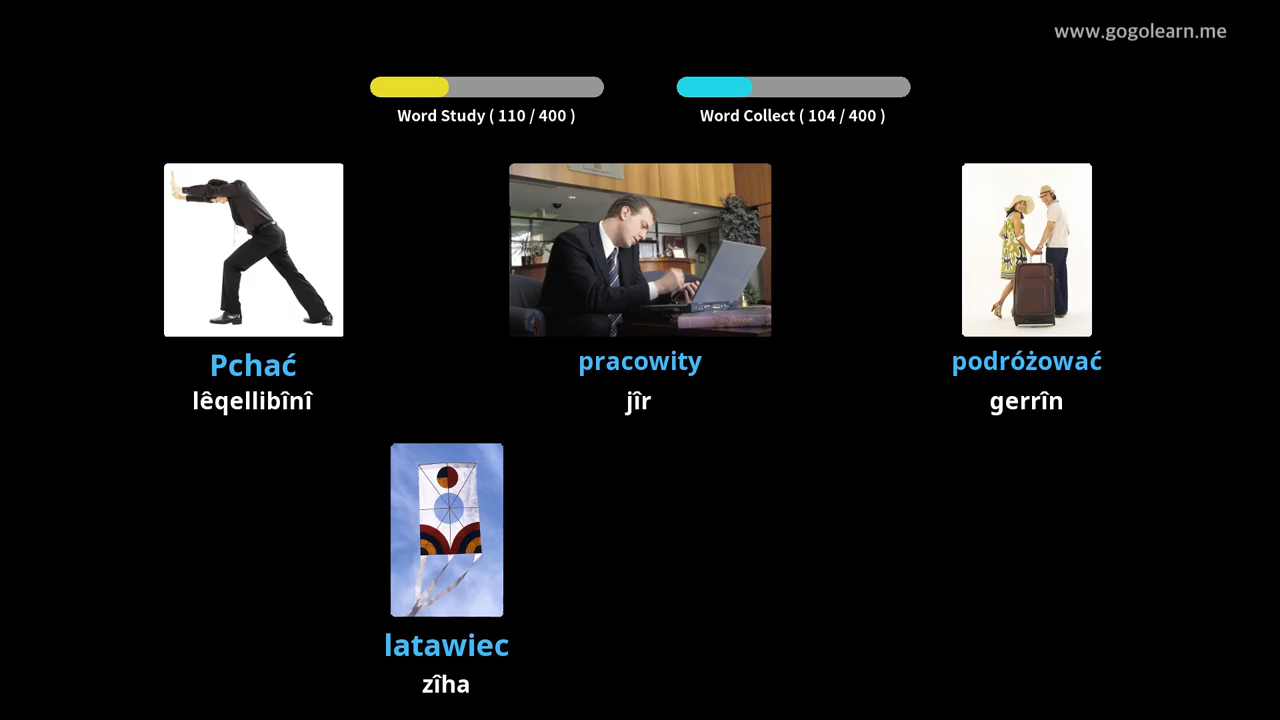 www.gogolearn.me
Word Study ( 110 / 400 )
Word Collect ( 104 / 400 )
Pchać
pracowity
podróżować
lêqellibînî
jîr
gerrîn
latawiec
zîha